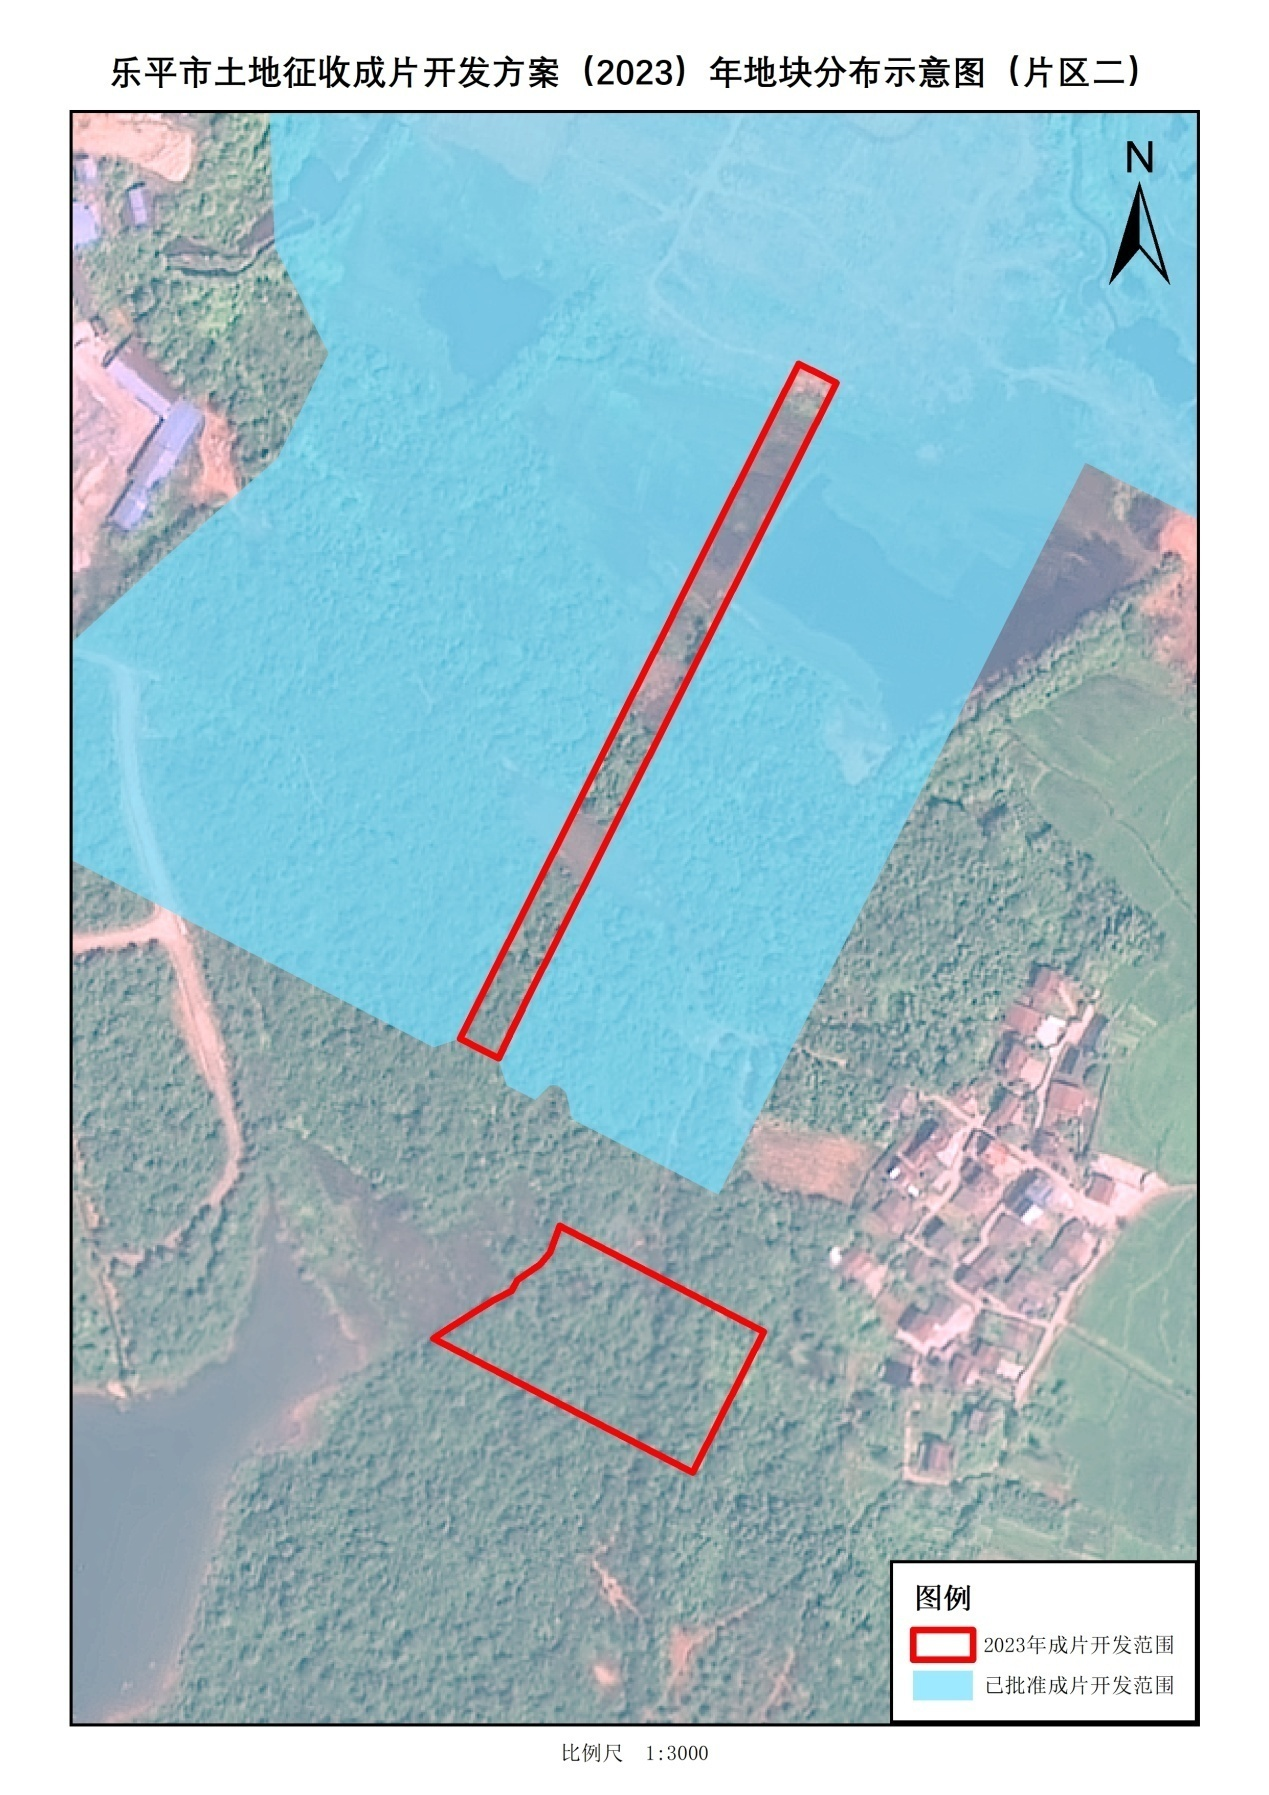 乐平市土地征收成片开发方案（2023）年地块分布示意图（片区二）
N
图例
2023年成片开发范围
已批准成片开发范围
比例尺 1:3000